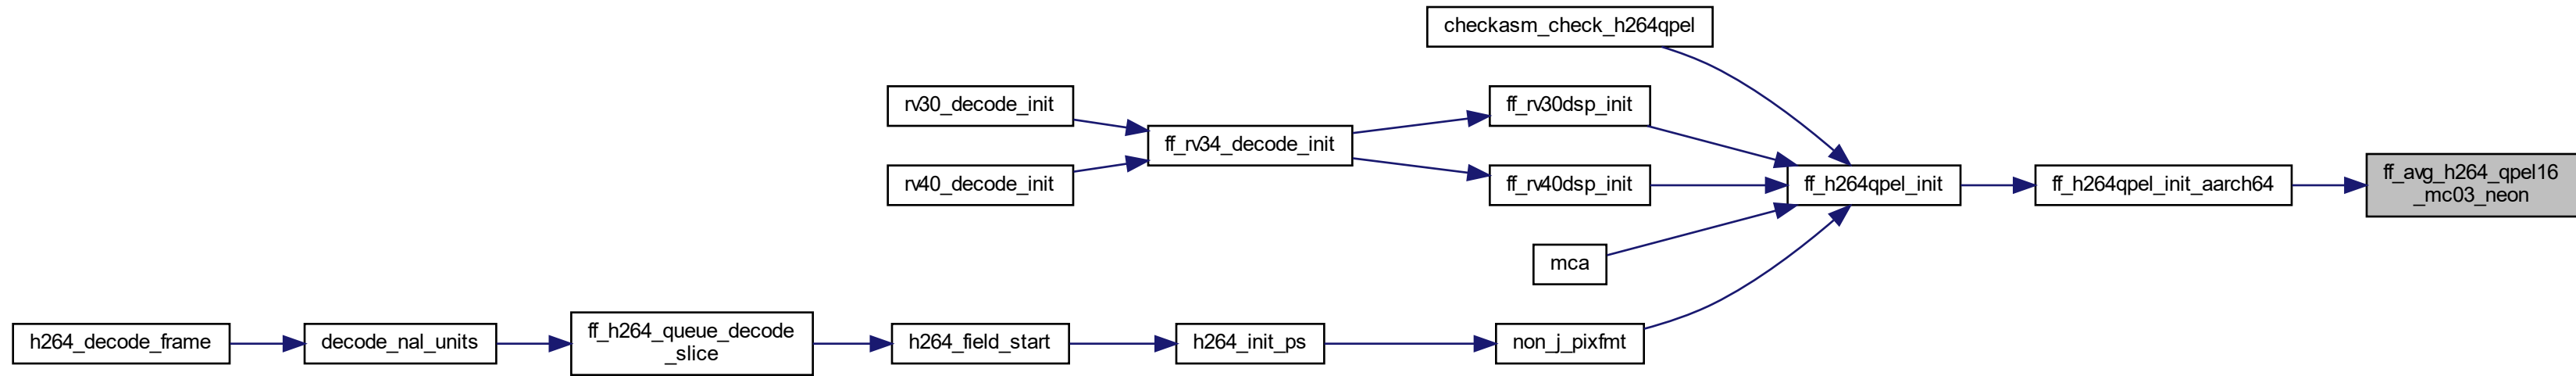 checkasm_check_h264qpel
rv30_decode_init
ff_rv30dsp_init
ff_rv34_decode_init
ff_avg_h264_qpel16
_mc03_neon
rv40_decode_init
ff_rv40dsp_init
ff_h264qpel_init
ff_h264qpel_init_aarch64
mca
h264_decode_frame
decode_nal_units
ff_h264_queue_decode
_slice
h264_field_start
h264_init_ps
non_j_pixfmt